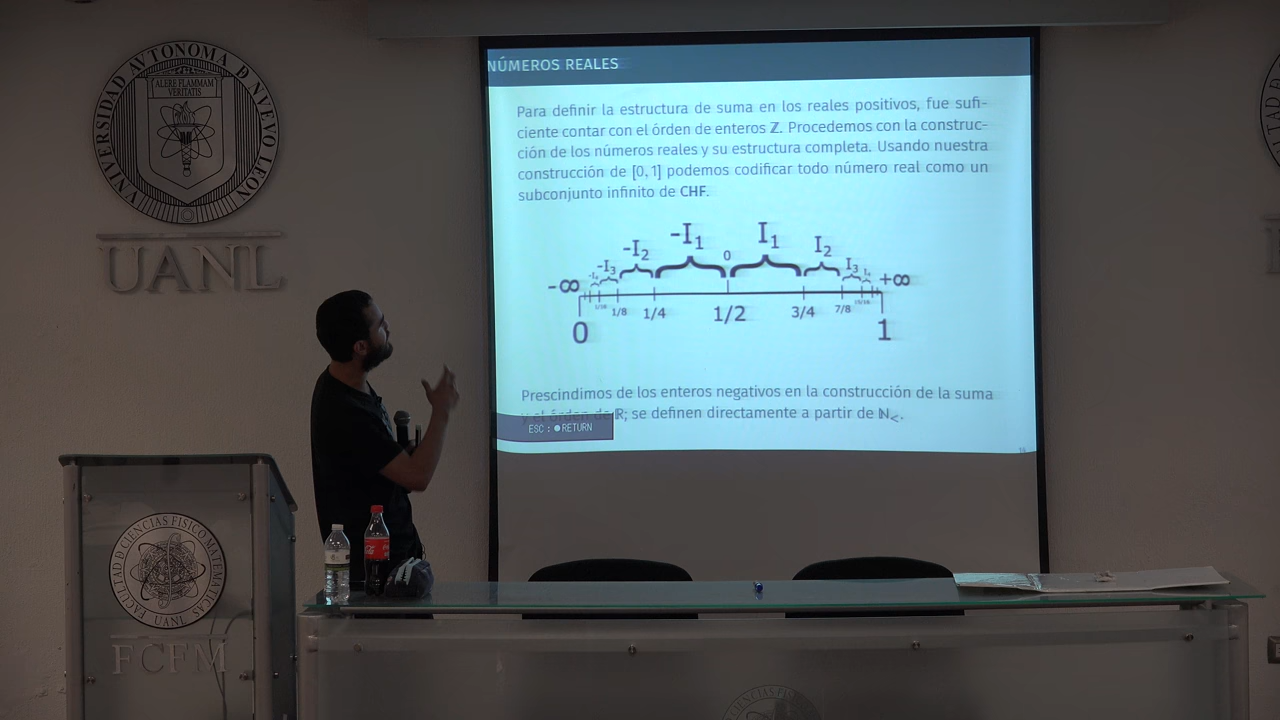 UNIVERSIDAD AVTONOMA D NVEVO LEON
ALERE FLAMMAM
VERITATIS
UANL
NÚMEROS REALES
Para definir la estructura de suma en los reales positivos, fue sufi-
ciente contar con el órden de enteros ℤ. Procedemos con la construc-
ción de los números reales y su estructura completa. Usando nuestra
construcción de [0, 1] podemos codificar todo número real como un
subconjunto infinito de CHF.
-∞ -I₃ -I₂ -I₁ 0 I₁ I₂ I₃ +∞
0 1/8 1/4 1/2 3/4 7/8 1
Prescindimos de los enteros negativos en la construcción de la suma
y el órden de ℝ; se definen directamente a partir de ℕ<.
ESC : ●RETURN
FACULTAD D CIENCIAS FISICO MATEMATICAS
UANL
FCFM